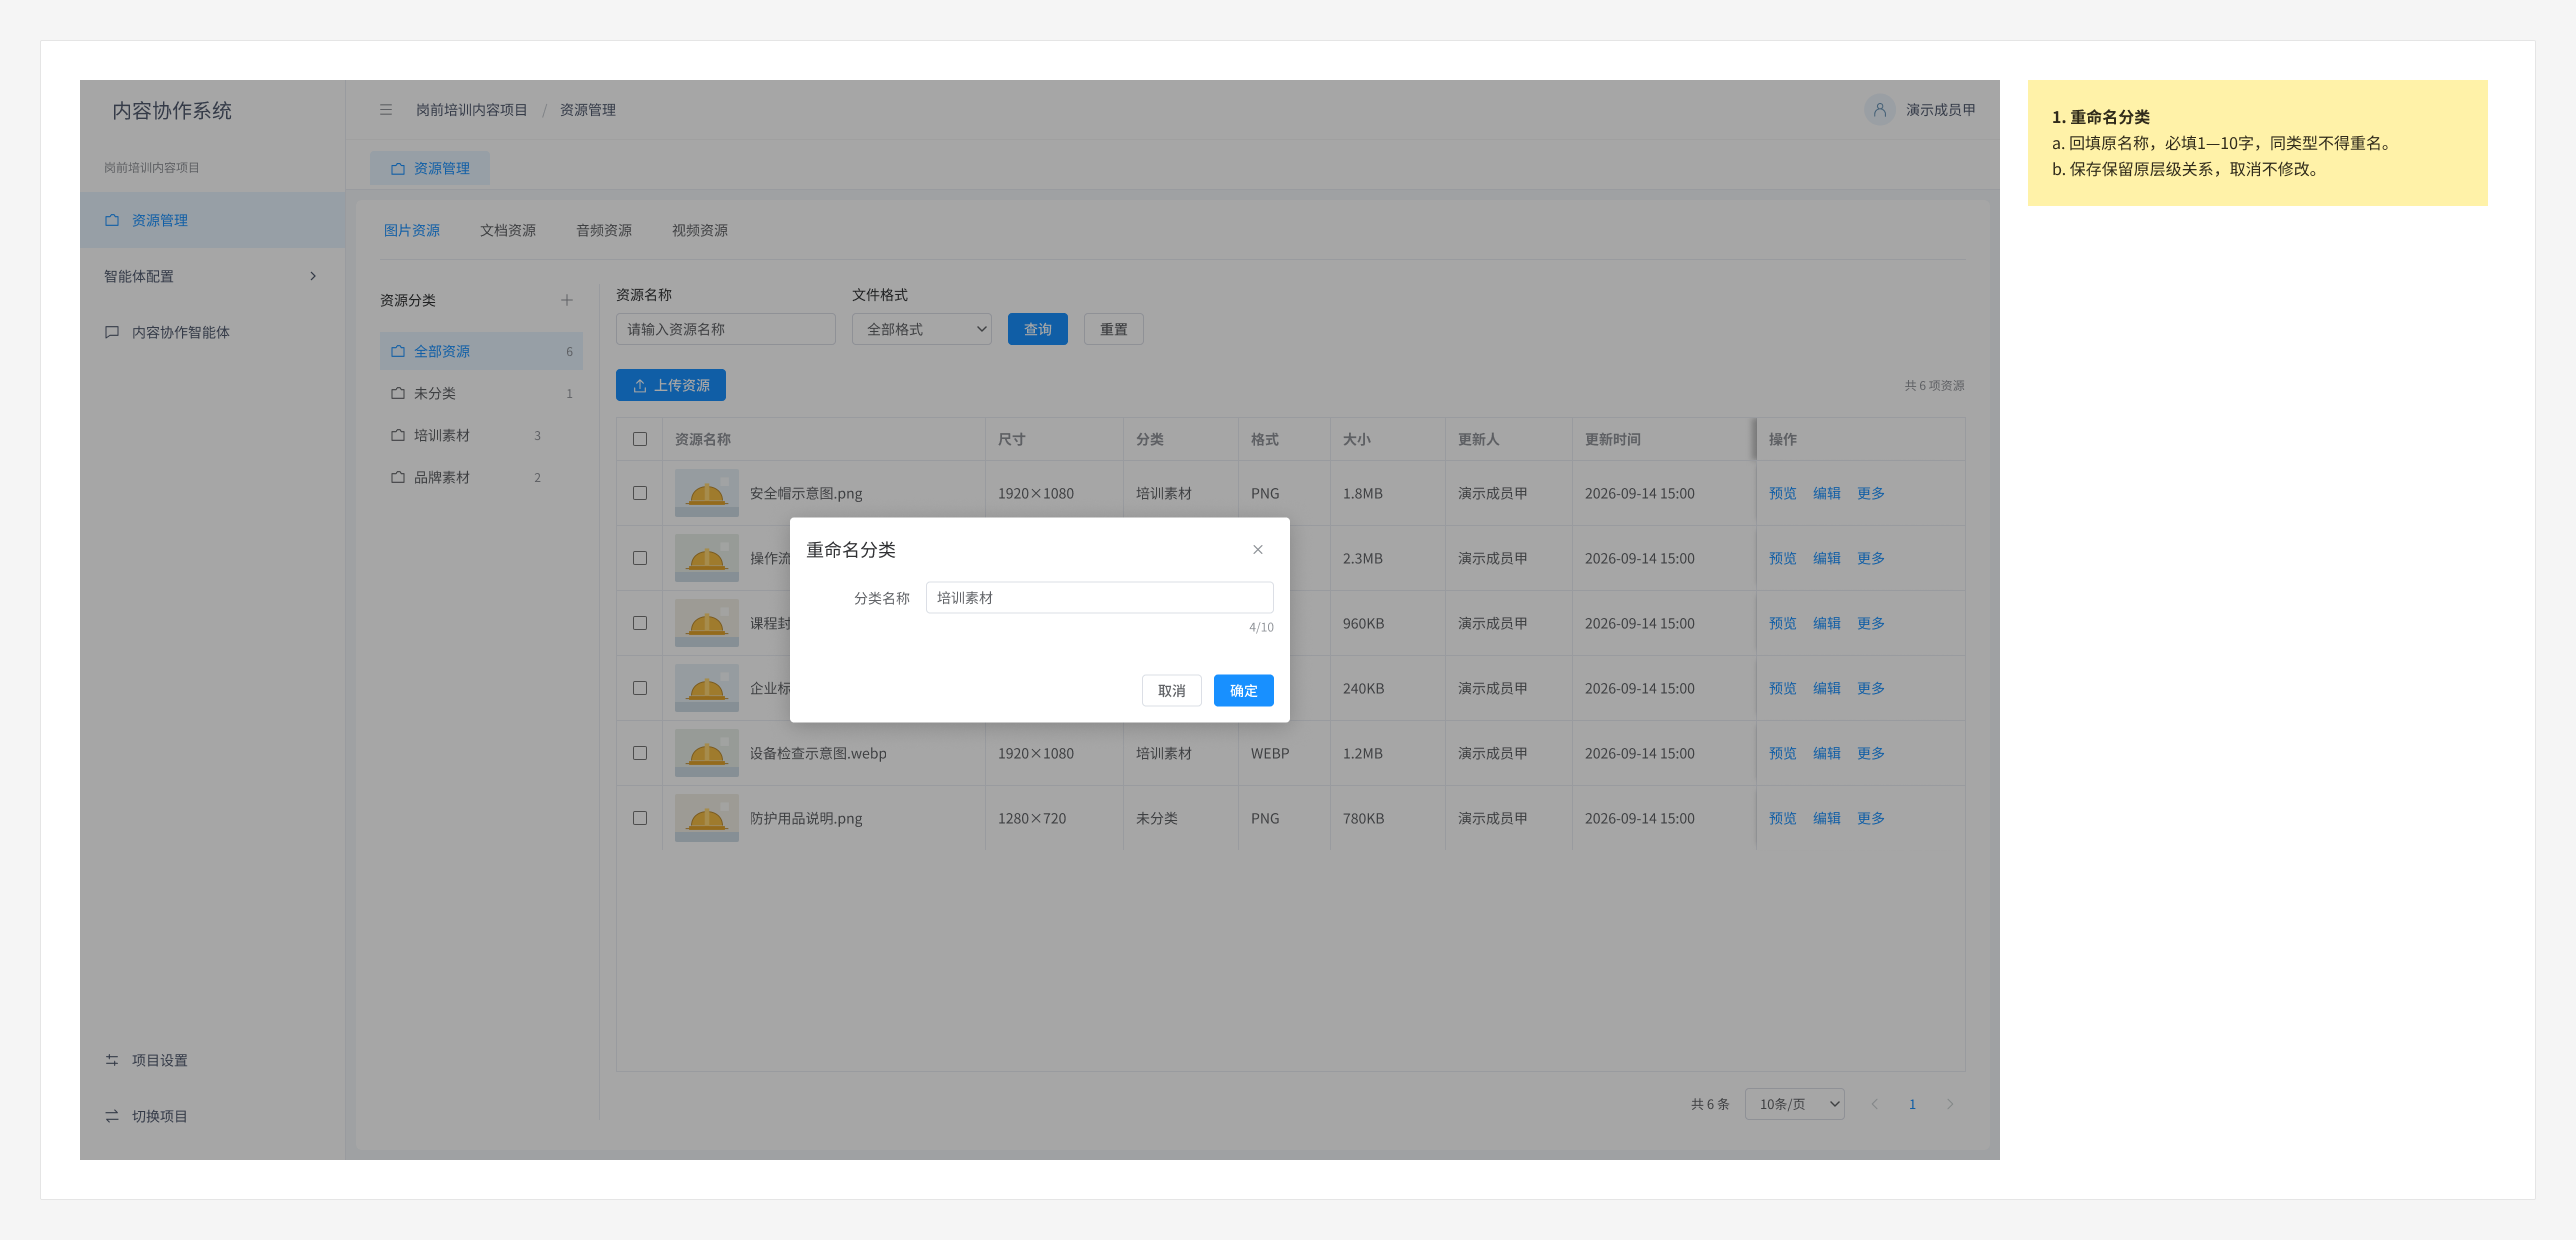 内容协作系统
岗前培训内容项目
资源管理
智能体配置
内容协作智能体
项目设置
切换项目
岗前培训内容项目 / 资源管理
演示成员甲
资源管理
图片资源 文档资源 音频资源 视频资源
资源分类
全部资源 6
未分类 1
培训素材 3
品牌素材 2
资源名称 文件格式
请输入资源名称 全部格式 查询 重置
上传资源
共 6 项资源
资源名称 尺寸 分类 格式 大小 更新人 更新时间 操作
安全帽示意图.png 1920×1080 培训素材 PNG 1.8MB 演示成员甲 2026-09-14 15:00 预览 编辑 更多
操作流 2.3MB 演示成员甲 2026-09-14 15:00 预览 编辑 更多
课程封 960KB 演示成员甲 2026-09-14 15:00 预览 编辑 更多
企业标 240KB 演示成员甲 2026-09-14 15:00 预览 编辑 更多
设备检查示意图.webp 1920×1080 培训素材 WEBP 1.2MB 演示成员甲 2026-09-14 15:00 预览 编辑 更多
防护用品说明.png 1280×720 未分类 PNG 780KB 演示成员甲 2026-09-14 15:00 预览 编辑 更多
共 6 条 10条/页 1
重命名分类
分类名称 培训素材
4/10
取消 确定
1. 重命名分类
a. 回填原名称，必填1—10字，同类型不得重名。
b. 保存保留原层级关系，取消不修改。